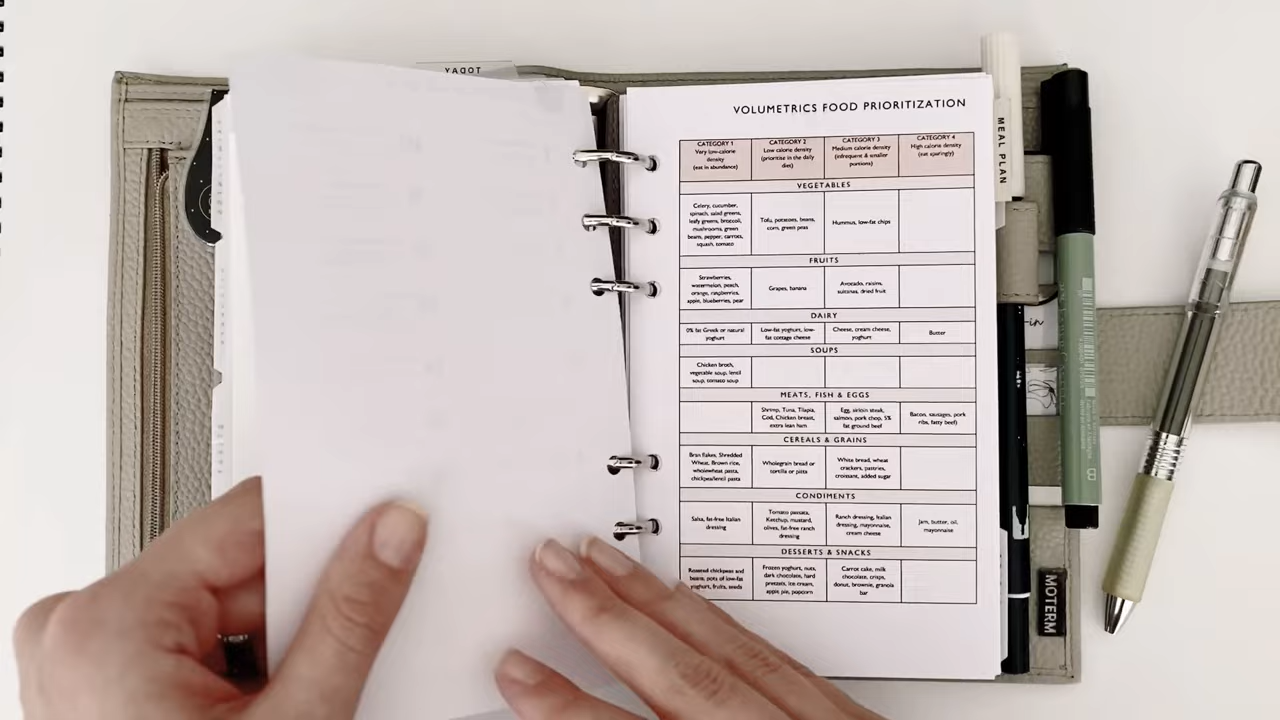 TODAY
VOLUMETRICS FOOD PRIORITIZATION
CATEGORY 1
Very low-calorie
density
(eat in abundance)
CATEGORY 2
Low calorie density
(prioritise in the daily
diet)
CATEGORY 3
Medium calorie density
(infrequent & smaller
portions)
CATEGORY 4
High calorie density
(eat sparingly)
VEGETABLES
Celery, cucumber,
spinach, salad greens,
leafy greens, broccoli,
mushrooms, green
beans, pepper, carrots,
squash, tomato
Tofu, potatoes, beans,
corn, green peas
Hummus, low-fat chips
FRUITS
Strawberries,
watermelon, peach,
orange, raspberries,
apple, blueberries, pear
Grapes, banana
Avocado, raisins,
sultanas, dried fruit
DAIRY
0% fat Greek or natural
yoghurt
Low-fat yoghurt, low-
fat cottage cheese
Cheese, cream cheese,
yoghurt
Butter
SOUPS
Chicken broth,
vegetable soup, lentil
soup, tomato soup
MEATS, FISH & EGGS
Shrimp, Tuna, Tilapia,
Cod, Chicken breast,
extra lean ham
Egg, sirloin steak,
salmon, pork chop, 5%
fat ground beef
Bacon, sausages, pork
ribs, fatty beef)
CEREALS & GRAINS
Bran flakes, Shredded
Wheat, Brown rice,
wholewheat pasta,
chickpea/lentil pasta
Wholegrain bread or
tortilla or pitta
White bread, wheat
crackers, pastries,
croissant, added sugar
CONDIMENTS
Salsa, fat-free Italian
dressing
Tomato passata,
Ketchup, mustard,
olives, fat-free ranch
dressing
Ranch dressing, Italian
dressing, mayonnaise,
cream cheese
Jam, butter, oil,
mayonnaise
DESSERTS & SNACKS
Roasted chickpeas and
beans, pots of low-fat
yoghurt, fruits, seeds
Frozen yoghurt, nuts,
dark chocolate, hard
pretzels, ice cream,
apple pie, popcorn
Carrot cake, milk
chocolate, crisps,
donut, brownie, granola
bar
MEAL PLAN
-in
MOTERM